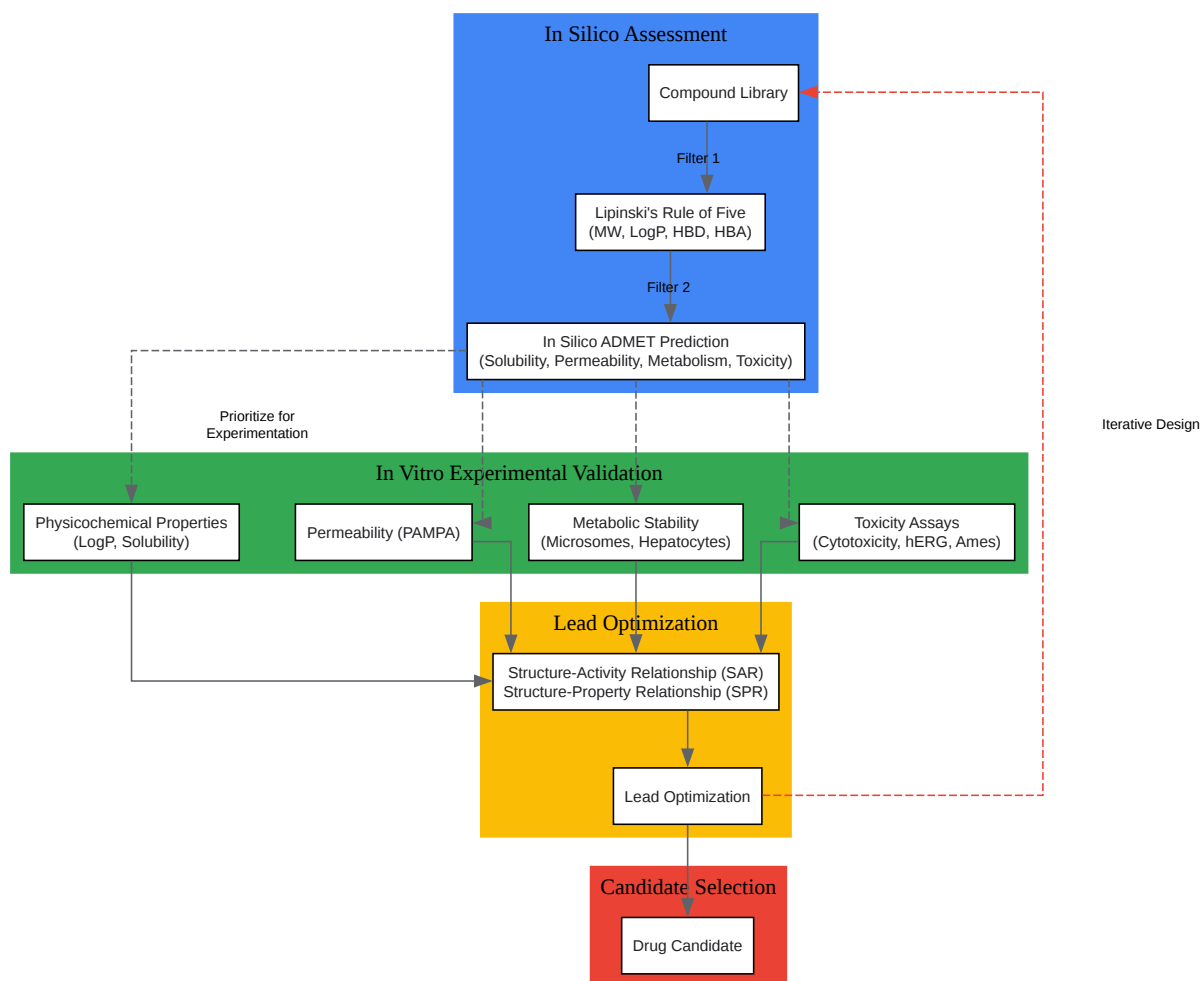 In Silico Assessment
Compound Library
Filter 1
Lipinski's Rule of Five
(MW, LogP, HBD, HBA)
Filter 2
In Silico ADMET Prediction
(Solubility, Permeability, Metabolism, Toxicity)
Prioritize for
Experimentation
Iterative Design
In Vitro Experimental Validation
Physicochemical Properties
(LogP, Solubility)
Permeability (PAMPA)
Metabolic Stability
(Microsomes, Hepatocytes)
Toxicity Assays
(Cytotoxicity, hERG, Ames)
Lead Optimization
Structure-Activity Relationship (SAR)
Structure-Property Relationship (SPR)
Lead Optimization
Candidate Selection
Drug Candidate